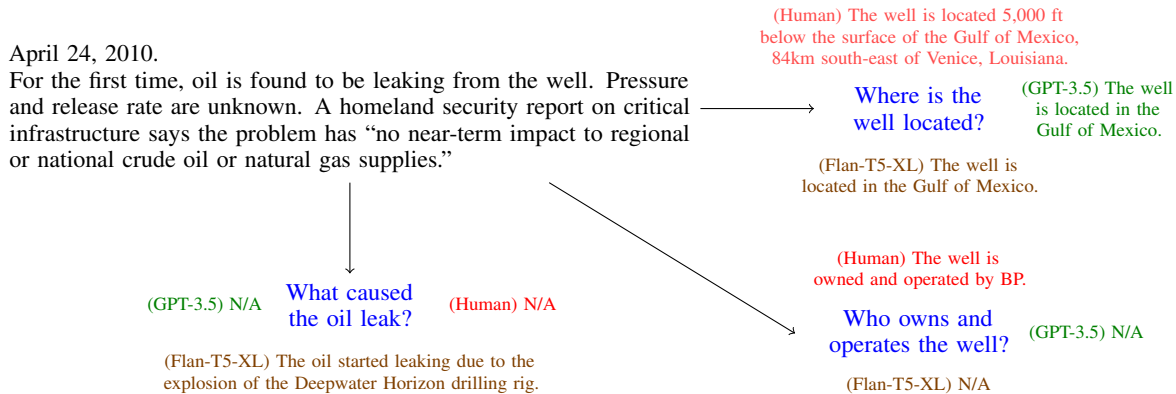 April 24, 2010.
For the first time, oil is found to be leaking from the well. Pressure
and release rate are unknown. A homeland security report on critical
infrastructure says the problem has “no near-term impact to regional
or national crude oil or natural gas supplies.”
(Human) The well is located 5,000 ft
below the surface of the Gulf of Mexico,
84km south-east of Venice, Louisiana.
Where is the
well located?
(GPT-3.5) The well
is located in the
Gulf of Mexico.
(Flan-T5-XL) The well is
located in the Gulf of Mexico.
(GPT-3.5) N/A
What caused
the oil leak?
(Human) N/A
(Flan-T5-XL) The oil started leaking due to the
explosion of the Deepwater Horizon drilling rig.
(Human) The well is
owned and operated by BP.
Who owns and
operates the well?
(GPT-3.5) N/A
(Flan-T5-XL) N/A